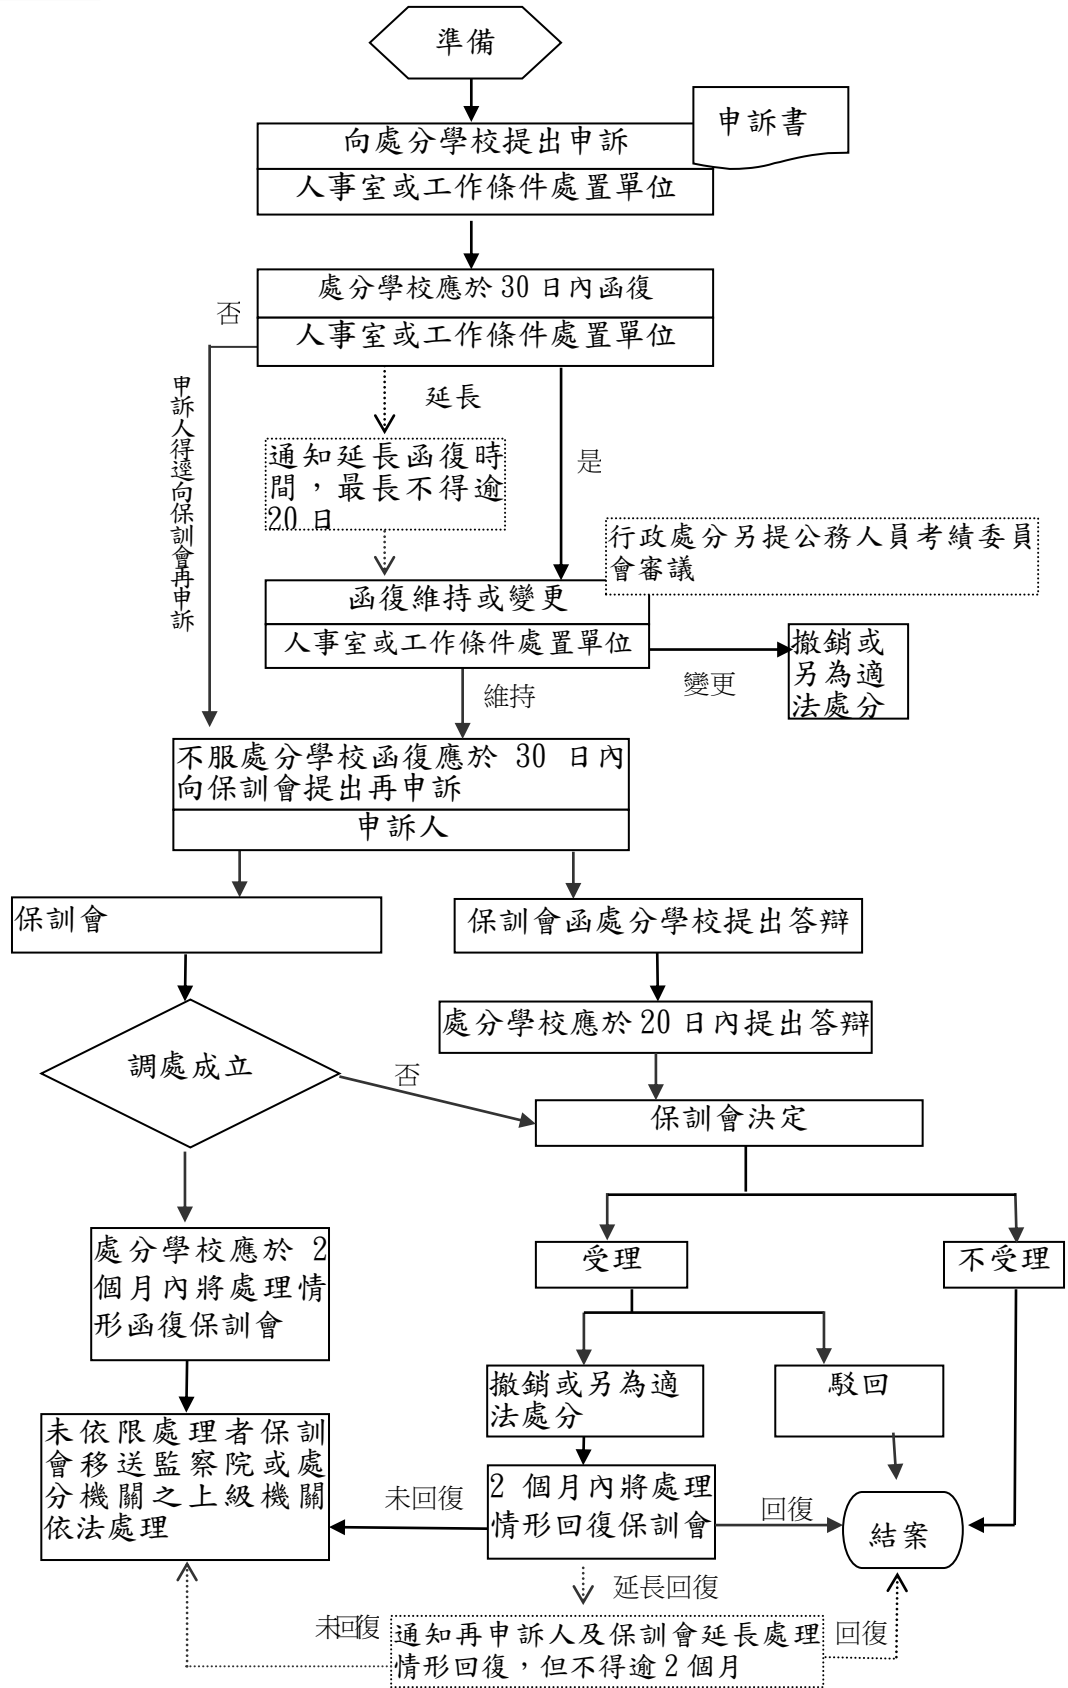 準備
申訴書
向處分學校提出申訴
人事室或工作條件處置單位
處分學校應於 30 日內函復
否
人事室或工作條件處置單位
申訴人得逕向保訓會再申訴
延長
通知延長函復時
間，最長不得逾
20 日
是
行政處分另提公務人員考績委員
會審議
函復維持或變更
人事室或工作條件處置單位
變更
撤銷或
另為適
法處分
維持
不服處分學校函復應於 30 日內
向保訓會提出再申訴
申訴人
保訓會
保訓會函處分學校提出答辯
處分學校應於 20 日內提出答辯
調處成立
否
保訓會決定
處分學校應於 2
個月內將處理情
形函復保訓會
受理
不受理
撤銷或另為適
法處分
駁回
未依限處理者保訓
會移送監察院或處
分機關之上級機關
依法處理
未回復
2 個月內將處理
情形回復保訓會
回復
結案
延長回復
未回復
通知再申訴人及保訓會延長處理
情形回復，但不得逾 2 個月
回復